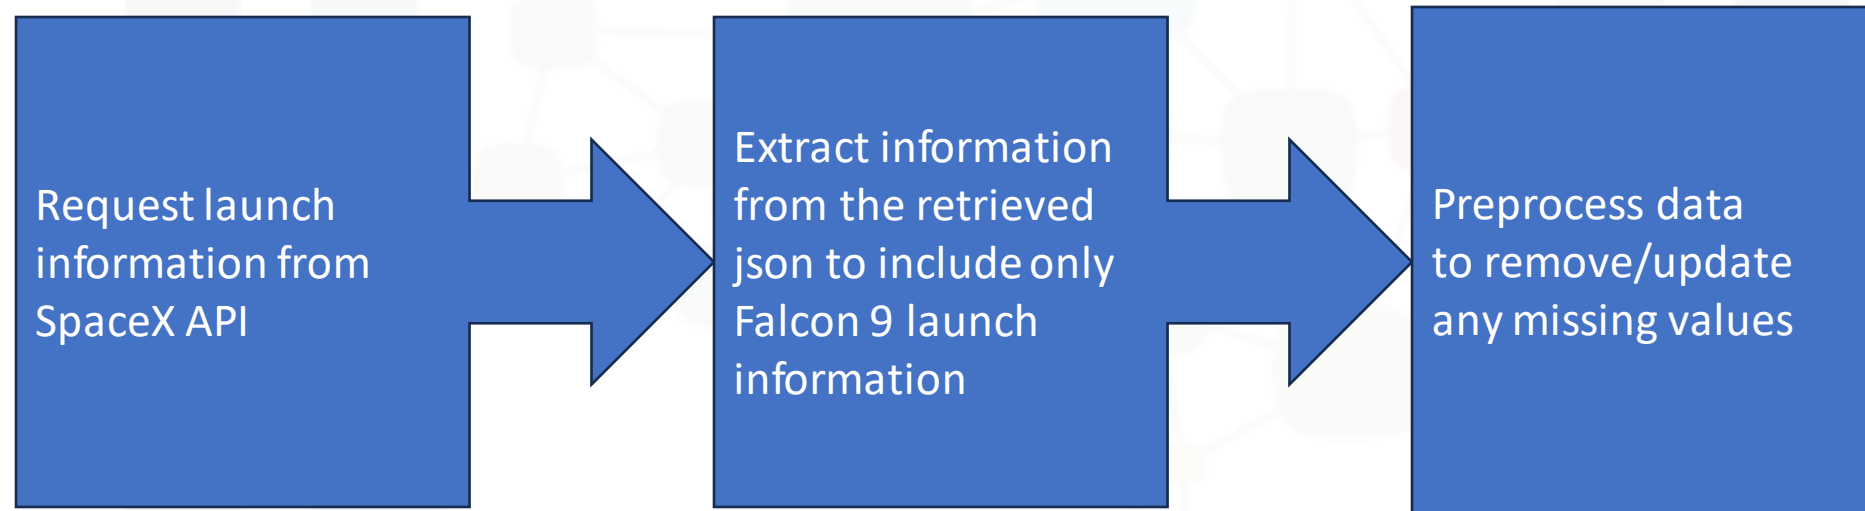 Request launch
information from
SpaceX API
Extract information
from the retrieved
json to include only
Falcon 9 launch
information
Preprocess data
to remove/update
any missing values